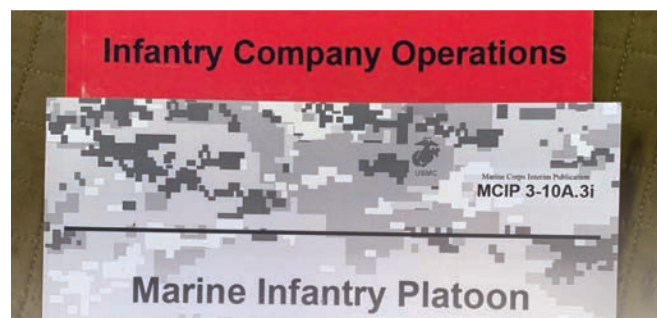 Infantry Company Operations
USMC
Marine Corps Interim Publication
MCIP 3-10A.3i
Marine Infantry Platoon